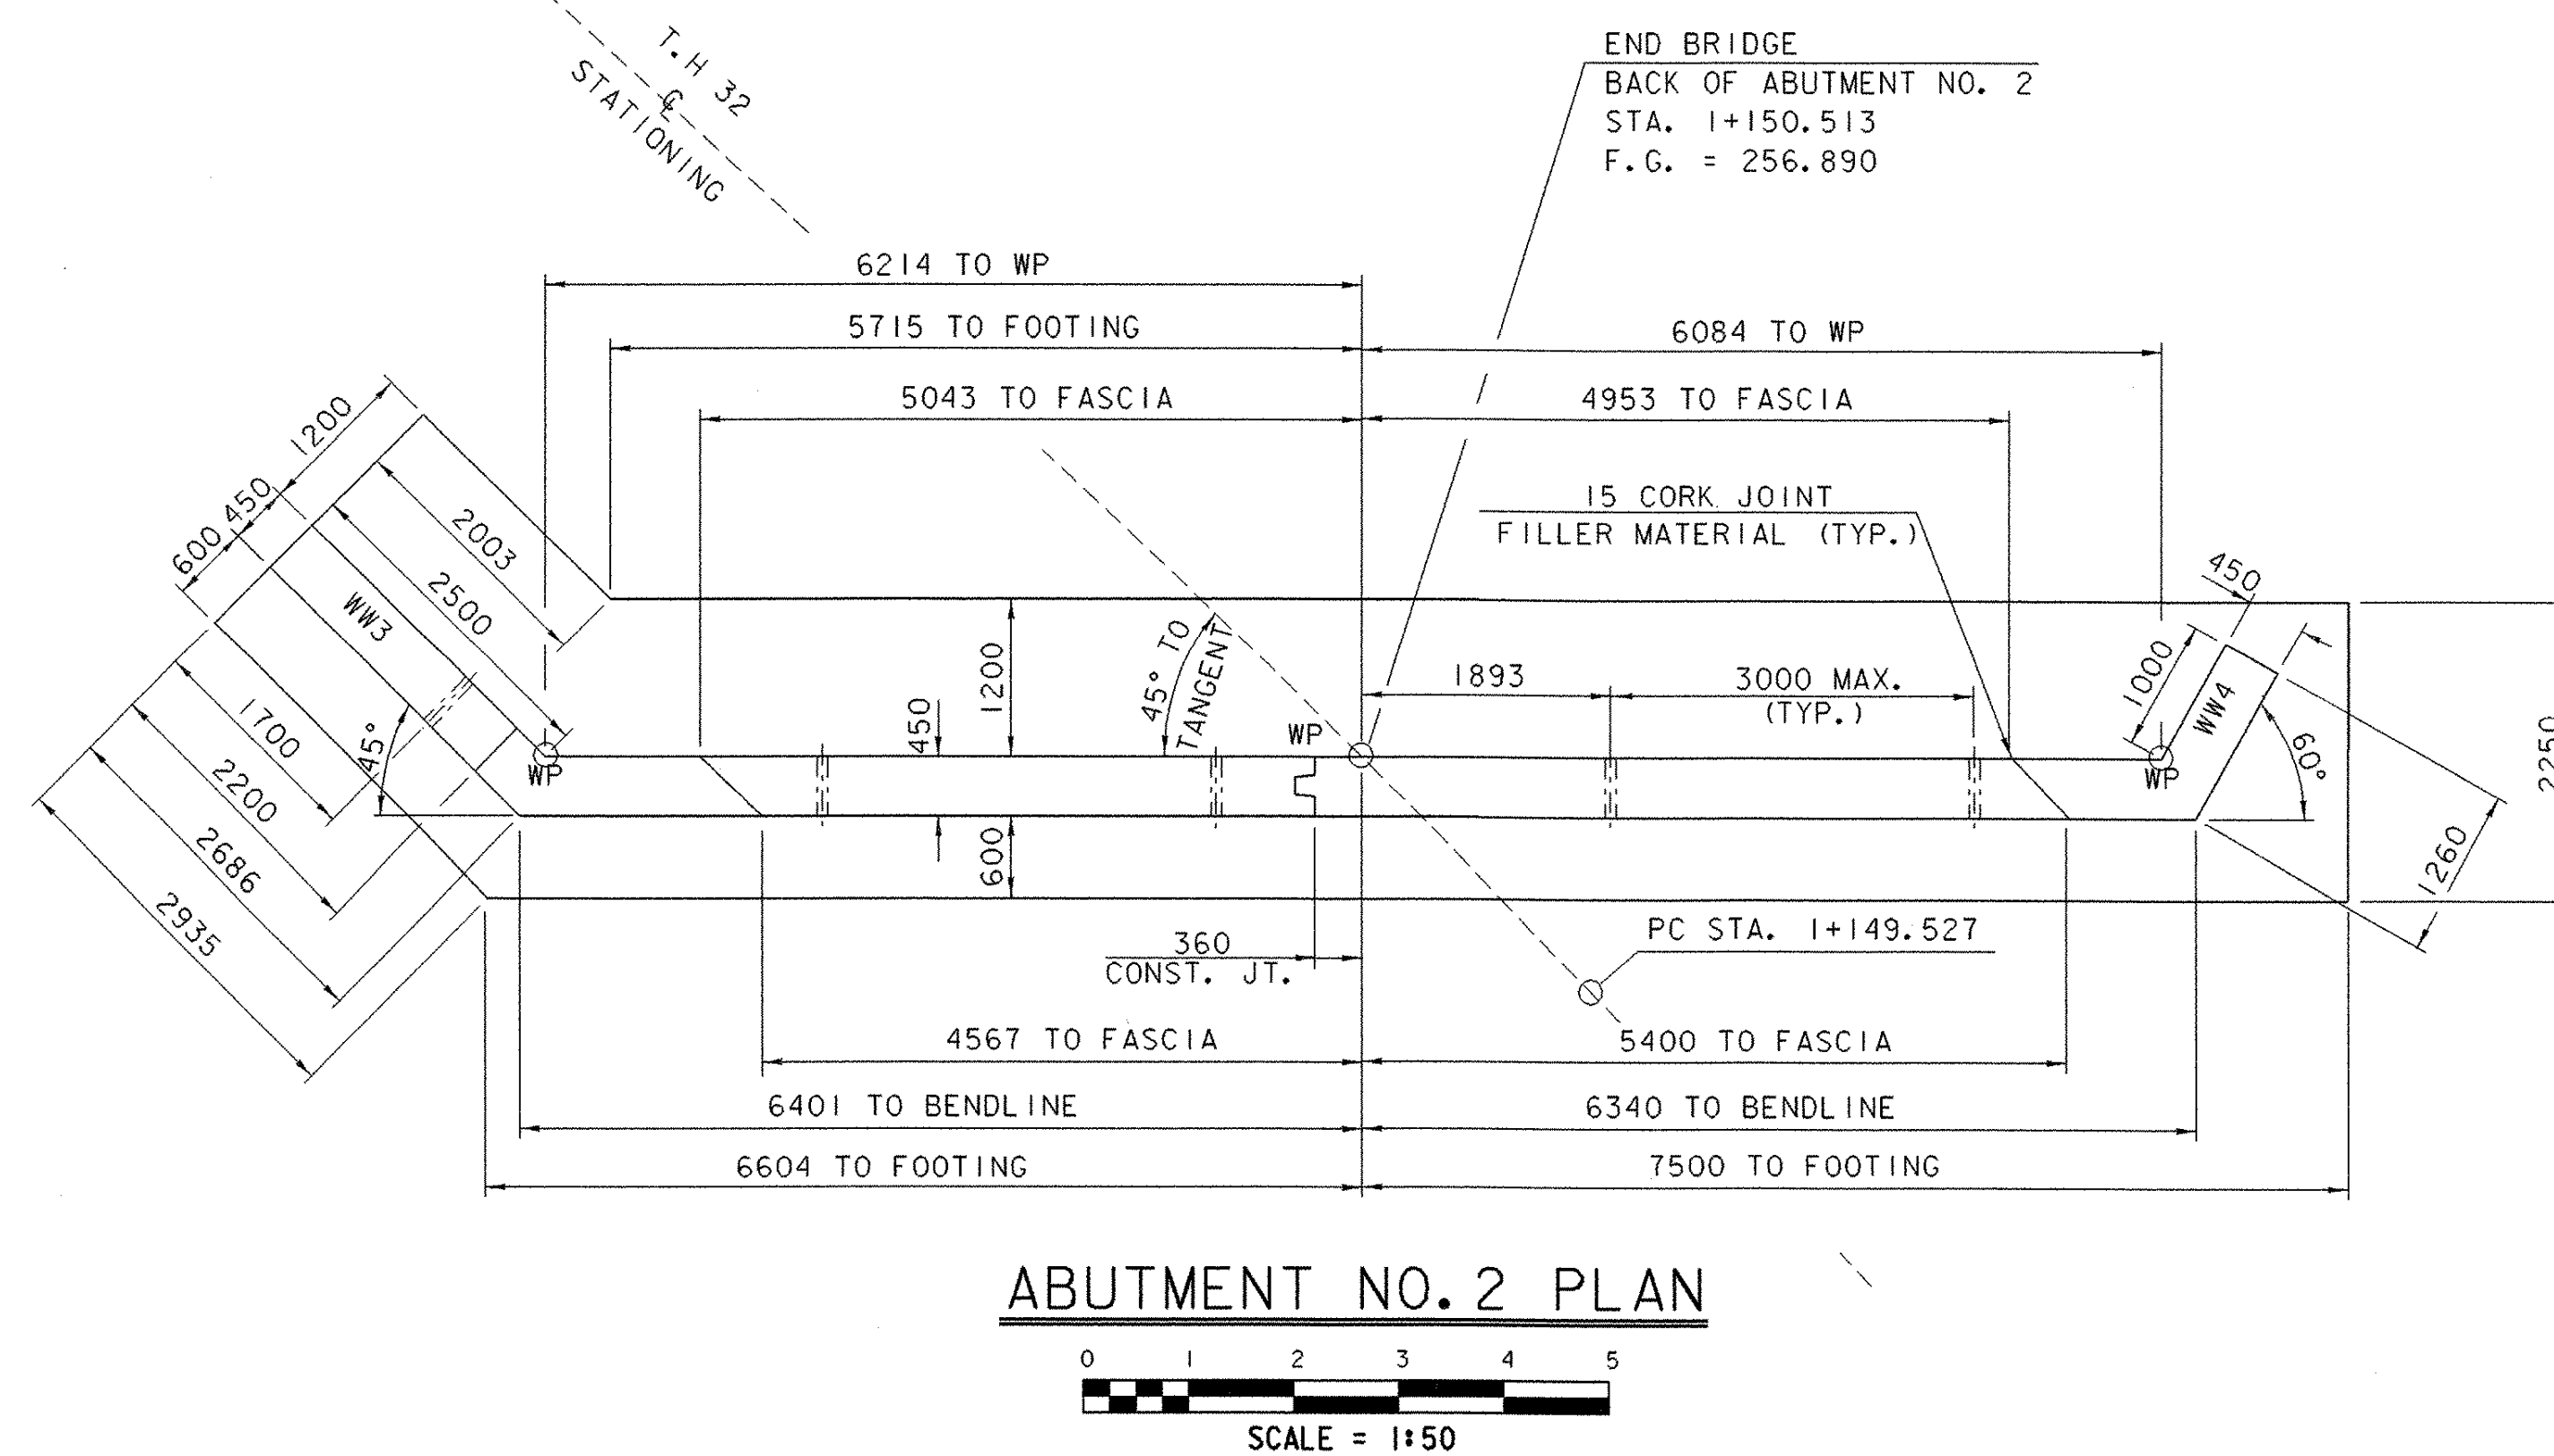 T.H 32
℄
STATIONING
END BRIDGE
BACK OF ABUTMENT NO. 2
STA. 1+150.513
F.G. = 256.890
6214 TO WP
5715 TO FOOTING
6084 TO WP
5043 TO FASCIA
4953 TO FASCIA
1200
450
600
2003
2500
WW3
15 CORK JOINT
FILLER MATERIAL (TYP.)
450
1000
WW4
60°
2250
1260
1200
450
45° TO
TANGENT
1893
3000 MAX.
(TYP.)
WP
WP
WP
45°
1700
2200
2686
2935
600
360
CONST. JT.
PC STA. 1+149.527
4567 TO FASCIA
5400 TO FASCIA
6401 TO BENDLINE
6340 TO BENDLINE
6604 TO FOOTING
7500 TO FOOTING
ABUTMENT NO. 2 PLAN
0 1 2 3 4 5
SCALE = 1:50